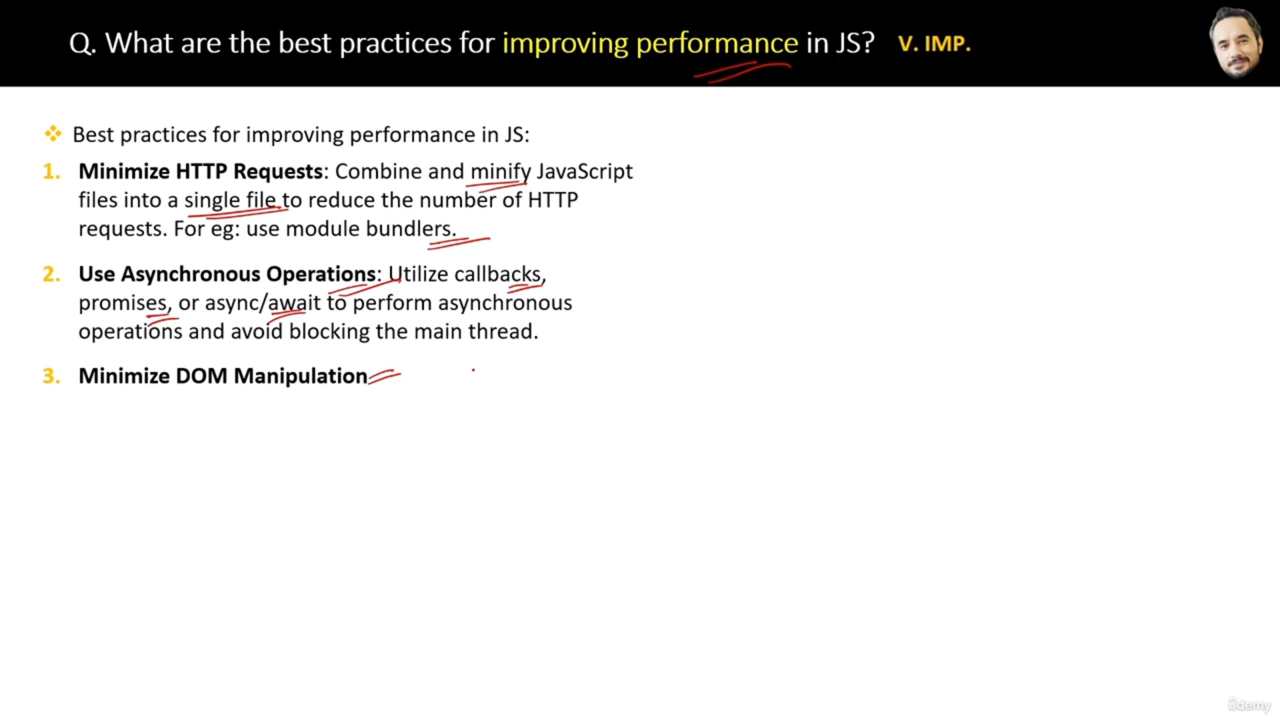 Q. What are the best practices for improving performance in JS? V. IMP.
Best practices for improving performance in JS:
1. Minimize HTTP Requests: Combine and minify JavaScript
files into a single file to reduce the number of HTTP
requests. For eg: use module bundlers.
2. Use Asynchronous Operations: Utilize callbacks,
promises, or async/await to perform asynchronous
operations and avoid blocking the main thread.
3. Minimize DOM Manipulation
ûdemy